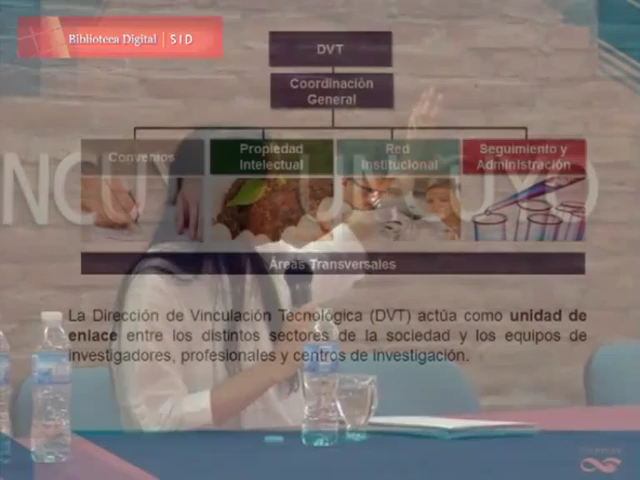 Biblioteca Digital | SID
DVT
Coordinación
General
Convenios
Propiedad
Intelectual
Red
Institucional
Seguimiento y
Administración
NCUY UNCUYO
Áreas Transversales
La Dirección de Vinculación Tecnológica (DVT) actúa como unidad de
enlace entre los distintos sectores de la sociedad y los equipos de
investigadores, profesionales y centros de investigación.